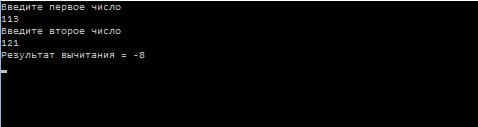 Введите первое число
113
Введите второе число
121
Результат вычитания = -8